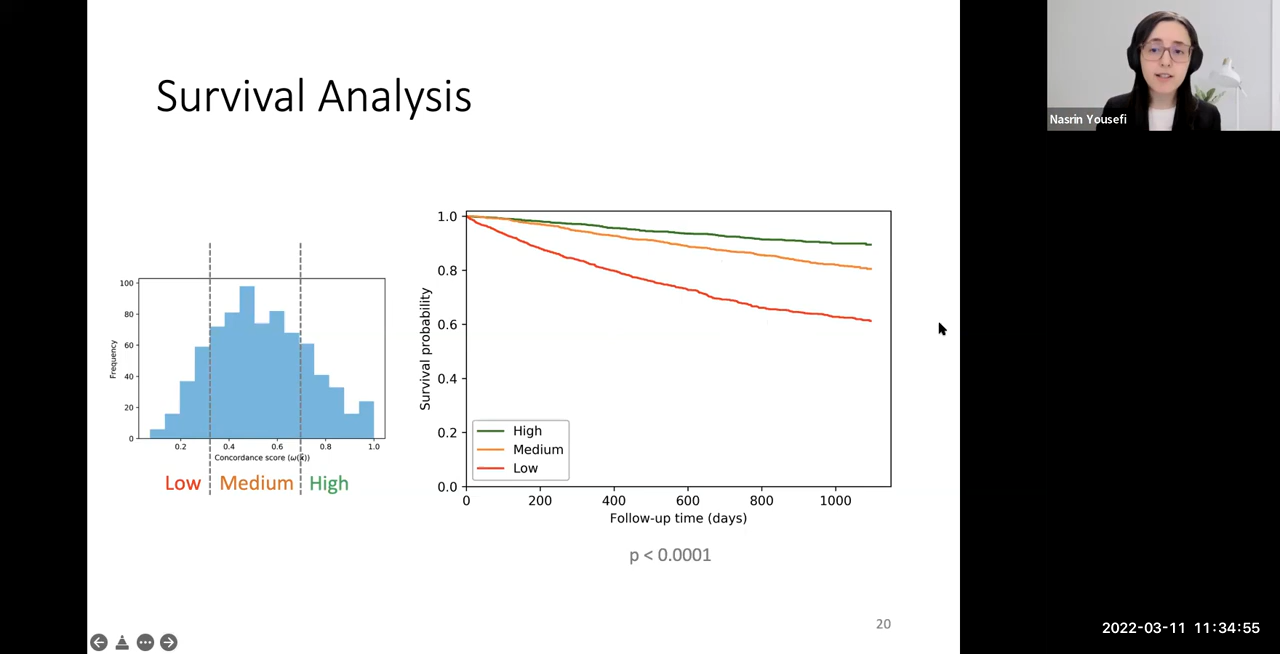 Survival Analysis
Nasrin Yousefi
100
80
60
40
20
0
Frequency
0.2 0.4 0.6 0.8 1.0
Concordance score (ω(x̂))
Low Medium High
1.0
0.8
0.6
0.4
0.2
0.0
Survival probability
High
Medium
Low
0 200 400 600 800 1000
Follow-up time (days)
p < 0.0001
20
2022-03-11 11:34:55